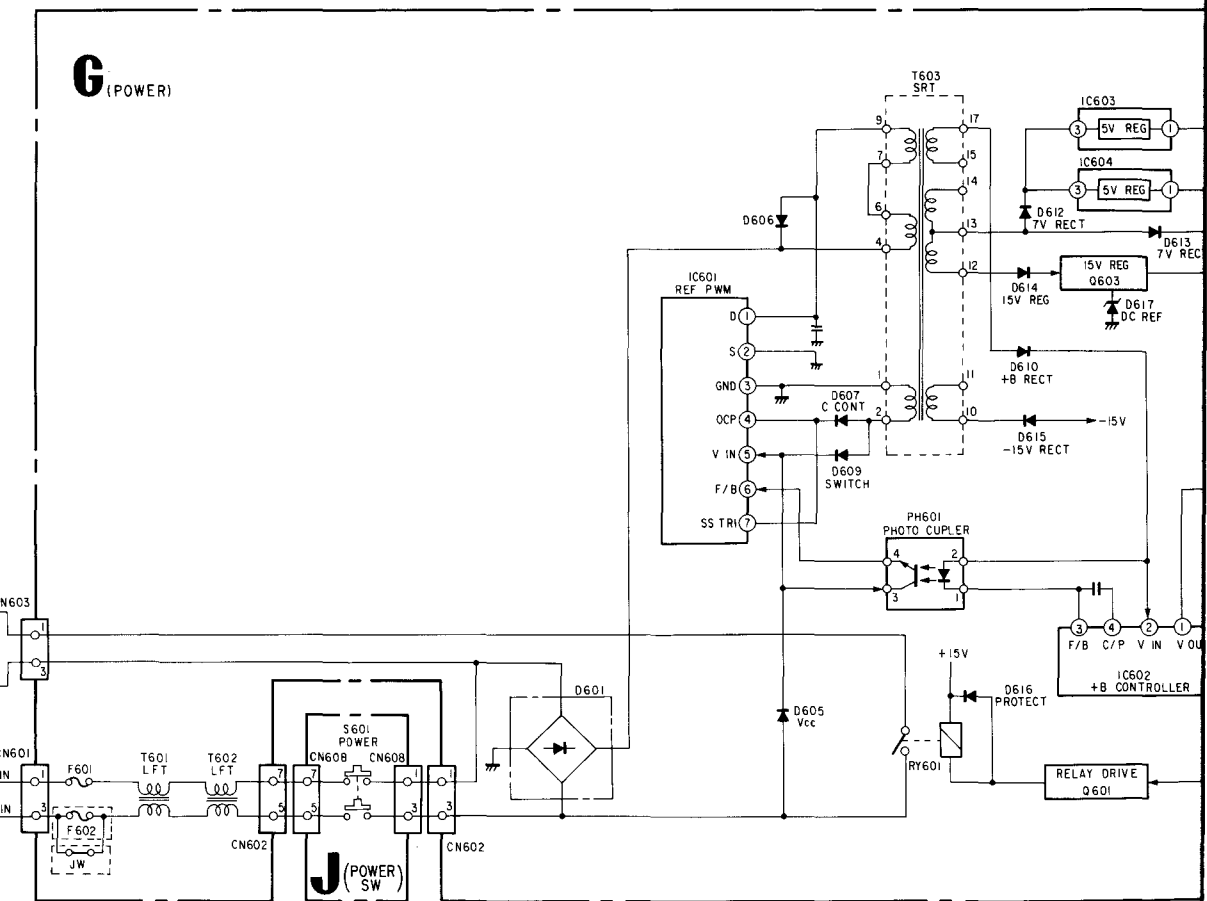 G (POWER)
T603
SRT
9
7
6
4
1
2
17
15
14
13
12
11
10
IC603
3 5V REG 1
IC604
3 5V REG 1
D612
7V RECT
D613
7V REC
D606
D614
15V REG
15V REG
Q603
D617
DC REF
IC601
REF PWM
D 1
S 2
GND 3
OCP 4
V IN 5
F/B 6
SS TRI 7
D607
C CONT
D609
SWITCH
D610
+B RECT
D615
-15V RECT
-15V
PH601
PHOTO CUPLER
4
3
2
1
3 4 2 1
F/B C/P V IN V OU
IC602
+B CONTROLLER
N603
1
3
+15V
D616
PROTECT
RY601
RELAY DRIVE
Q601
D605
Vcc
D601
S601
POWER
CN608
CN608
7
5
7
5
1
3
1
3
CN602
CN602
CN601
1
3
IN
IN
F601
F602
JW
T601
LFT
T602
LFT
J (POWER SW)